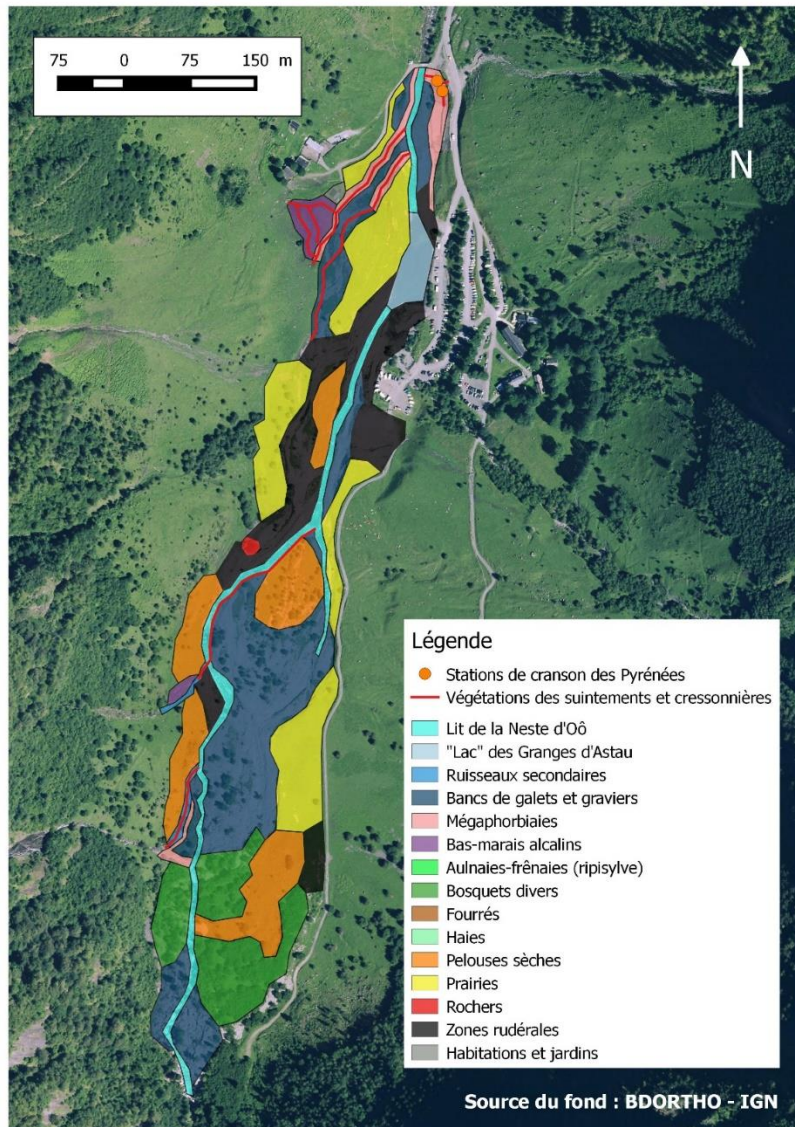 75 0 75 150 m
N
Légende
Stations de cranson des Pyrénées
Végétations des suintements et cressonnières
Lit de la Neste d'Oô
"Lac" des Granges d'Astau
Ruisseaux secondaires
Bancs de galets et graviers
Mégaphorbiaies
Bas-marais alcalins
Aulnaies-frênaies (ripisylve)
Bosquets divers
Fourrés
Haies
Pelouses sèches
Prairies
Rochers
Zones rudérales
Habitations et jardins
Source du fond : BDORTHO - IGN